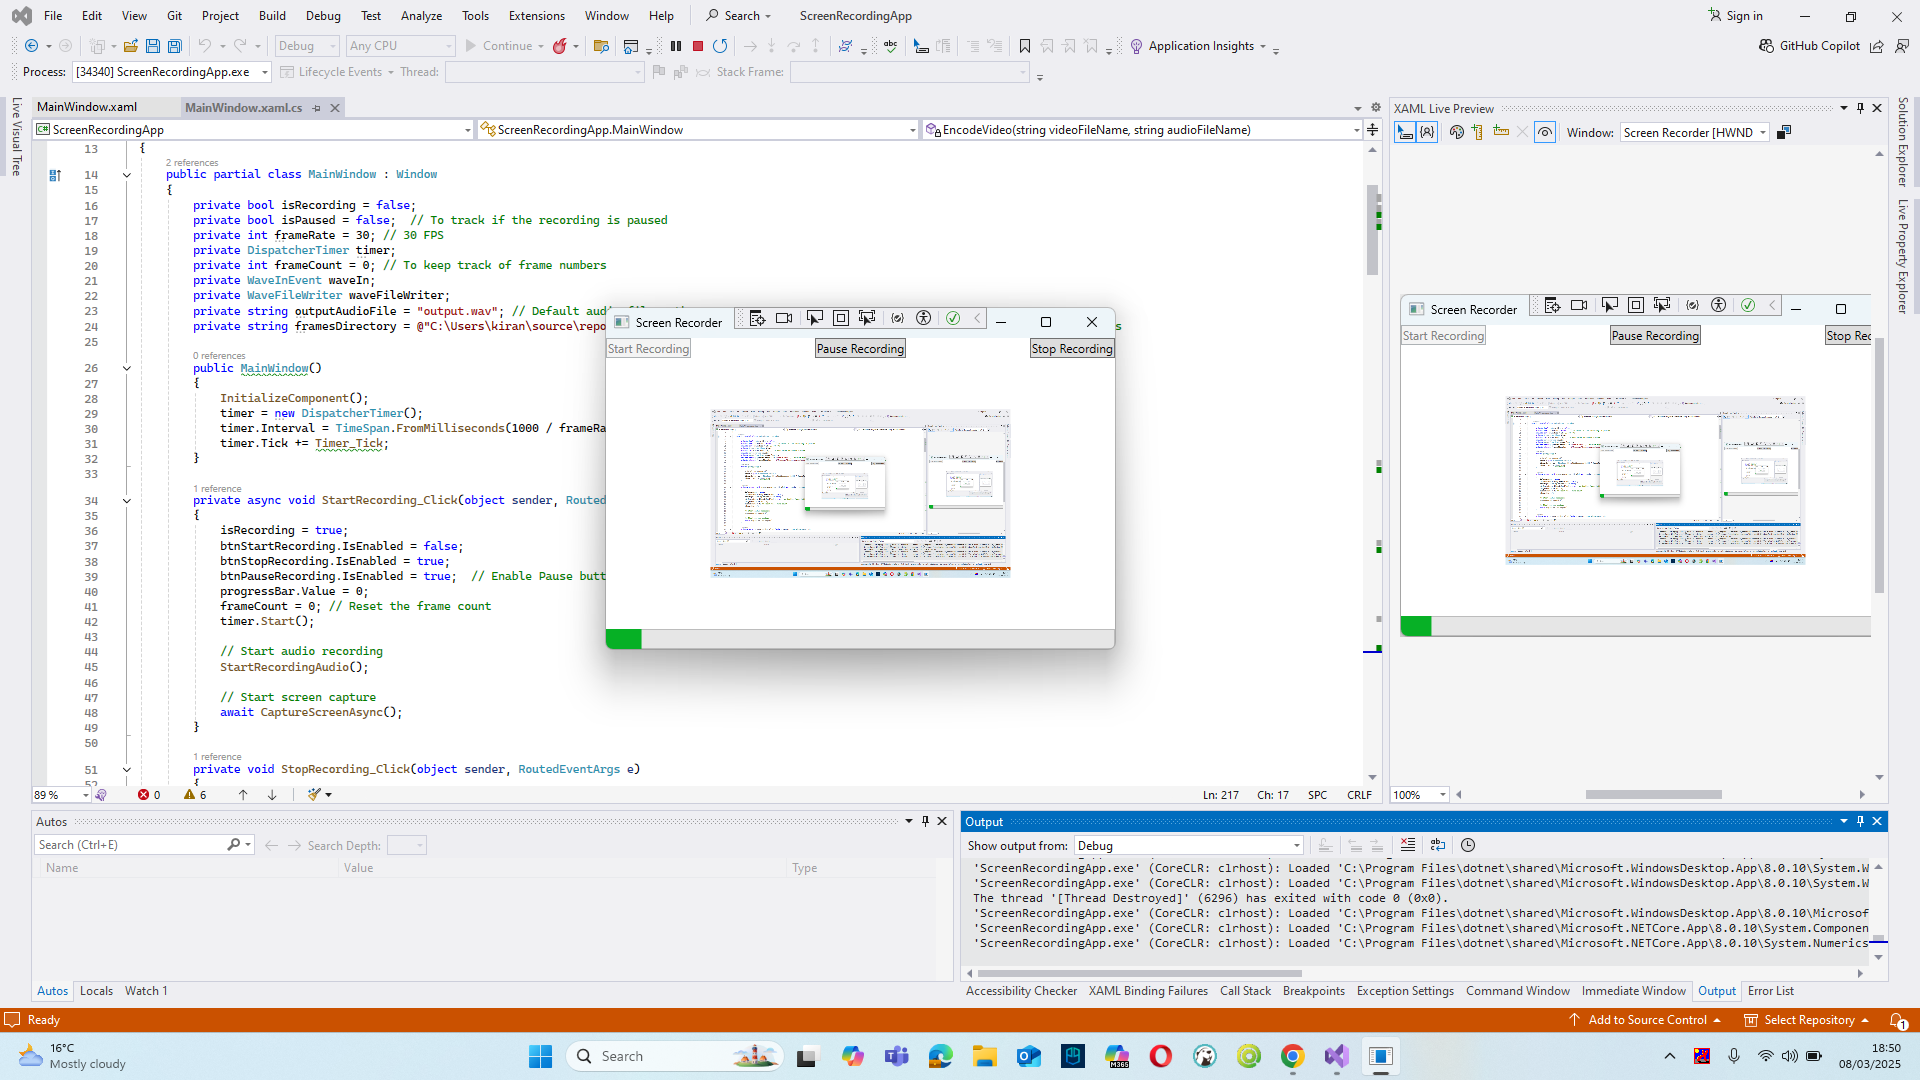 File Edit View Git Project Build Debug Test Analyze Tools Extensions Window Help Search ScreenRecordingApp Sign in
Debug Any CPU Continue Application Insights GitHub Copilot
Process: [34340] ScreenRecordingApp.exe Lifecycle Events Thread: Stack Frame:
Live Visual Tree
MainWindow.xaml MainWindow.xaml.cs
ScreenRecordingApp ScreenRecordingApp.MainWindow EncodeVideo(string videoFileName, string audioFileName)
13 {
2 references
14 public partial class MainWindow : Window
15 {
16 private bool isRecording = false;
17 private bool isPaused = false; // To track if the recording is paused
18 private int frameRate = 30; // 30 FPS
19 private DispatcherTimer timer;
20 private int frameCount = 0; // To keep track of frame numbers
21 private WaveInEvent waveIn;
22 private WaveFileWriter waveFileWriter;
23 private string outputAudioFile = "output.wav"; // Default
24 private string framesDirectory = @"C:\Users\kiran\source\repo
25
0 references
26 public MainWindow()
27 {
28 InitializeComponent();
29 timer = new DispatcherTimer();
30 timer.Interval = TimeSpan.FromMilliseconds(1000 / frameRa
31 timer.Tick += Timer_Tick;
32 }
33
1 reference
34 private async void StartRecording_Click(object sender, Routed
35 {
36 isRecording = true;
37 btnStartRecording.IsEnabled = false;
38 btnStopRecording.IsEnabled = true;
39 btnPauseRecording.IsEnabled = true; // Enable Pause butt
40 progressBar.Value = 0;
41 frameCount = 0; // Reset the frame count
42 timer.Start();
43
44 // Start audio recording
45 StartRecordingAudio();
46
47 // Start screen capture
48 await CaptureScreenAsync();
49 }
50
1 reference
51 private void StopRecording_Click(object sender, RoutedEventArgs e)
52 {
89 % 0 6 Ln: 217 Ch: 17 SPC CRLF
Screen Recorder
Start Recording Pause Recording Stop Recording
XAML Live Preview
Window: Screen Recorder [HWND
Screen Recorder
Start Recording Pause Recording Stop Rec
100%
Solution Explorer
Live Property Explorer
Autos
Search (Ctrl+E) Search Depth:
Name Value Type
Autos Locals Watch 1
Output
Show output from: Debug
'ScreenRecordingApp.exe' (CoreCLR: clrhost): Loaded 'C:\Program Files\dotnet\shared\Microsoft.WindowsDesktop.App\8.0.10\System.W
'ScreenRecordingApp.exe' (CoreCLR: clrhost): Loaded 'C:\Program Files\dotnet\shared\Microsoft.WindowsDesktop.App\8.0.10\System.W
The thread '[Thread Destroyed]' (6296) has exited with code 0 (0x0).
'ScreenRecordingApp.exe' (CoreCLR: clrhost): Loaded 'C:\Program Files\dotnet\shared\Microsoft.WindowsDesktop.App\8.0.10\Microsof
'ScreenRecordingApp.exe' (CoreCLR: clrhost): Loaded 'C:\Program Files\dotnet\shared\Microsoft.NETCore.App\8.0.10\System.Componen
'ScreenRecordingApp.exe' (CoreCLR: clrhost): Loaded 'C:\Program Files\dotnet\shared\Microsoft.NETCore.App\8.0.10\System.Numerics
Accessibility Checker XAML Binding Failures Call Stack Breakpoints Exception Settings Command Window Immediate Window Output Error List
Ready Add to Source Control Select Repository 1
16°C
Mostly cloudy
Search
18:50
08/03/2025